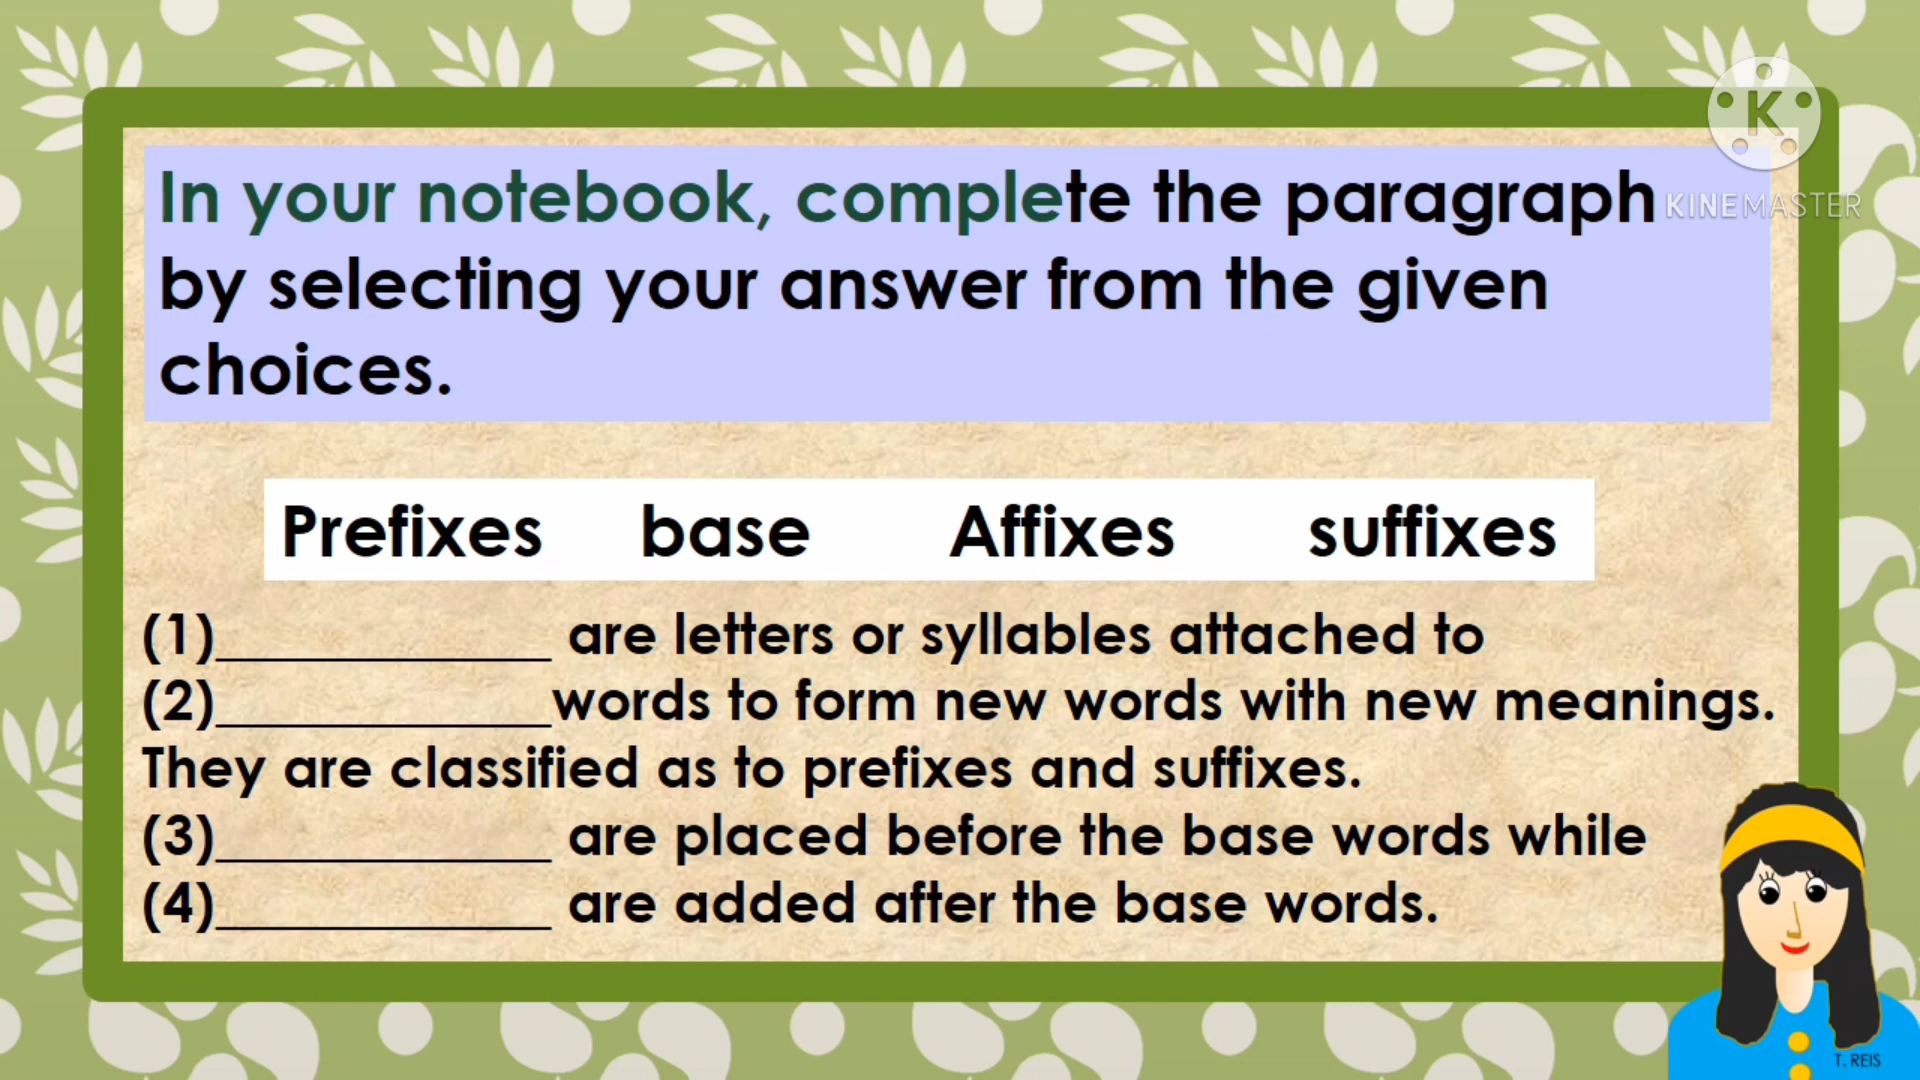 In your notebook, complete the paragraph
by selecting your answer from the given
choices.
K
KINEMASTER
Prefixes base Affixes suffixes
(1)____________ are letters or syllables attached to
(2)____________words to form new words with new meanings.
They are classified as to prefixes and suffixes.
(3)____________ are placed before the base words while
(4)____________ are added after the base words.
T. REIS